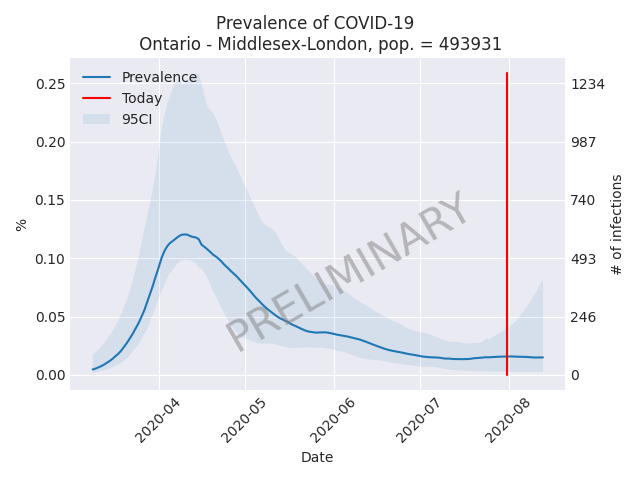 Prevalence of COVID-19
Ontario - Middlesex-London, pop. = 493931
Prevalence
Today
95CI
0.25
0.20
0.15
0.10
0.05
0.00
%
1234
987
740
493
246
0
# of infections
PRELIMINARY
2020-04
2020-05
2020-06
2020-07
2020-08
Date